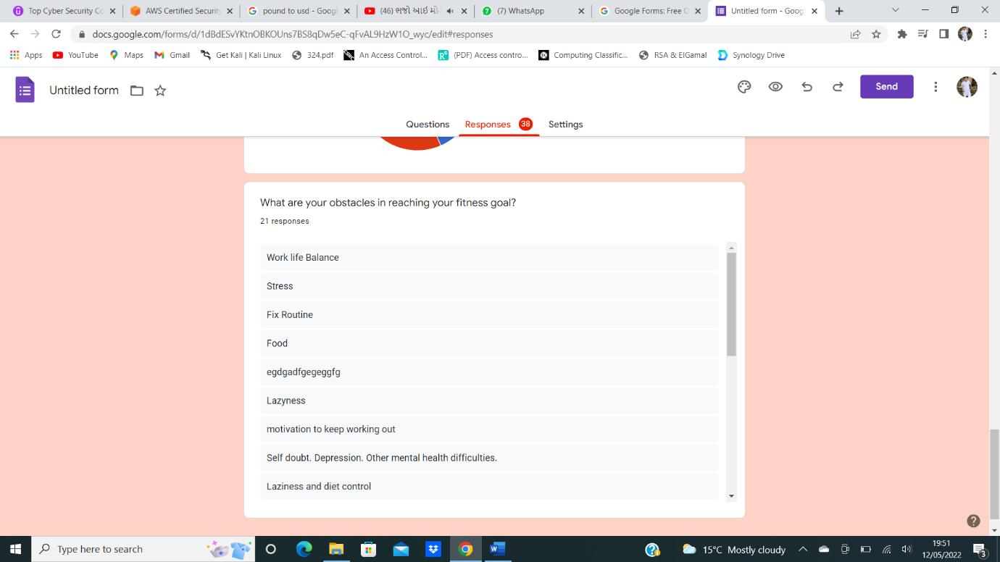 Top Cyber Security Co
AWS Certified Security
pound to usd - Googl
(46) ભજો આઈ મો
(7) WhatsApp
Google Forms: Free O
Untitled form - Goog
docs.google.com/forms/d/1dBdESvYKtnOBKOUns7BS8qDw5eC-qFvAL9HzW1O_wyc/edit#responses
Apps
YouTube
Maps
Gmail
Get Kali | Kali Linux
324.pdf
An Access Control...
(PDF) Access contro...
Computing Classific...
RSA & ElGamal
Synology Drive
Untitled form
Send
Questions
Responses 38
Settings
What are your obstacles in reaching your fitness goal?
21 responses
Work life Balance
Stress
Fix Routine
Food
egdgadfgegeggfg
Lazyness
motivation to keep working out
Self doubt. Depression. Other mental health difficulties.
Laziness and diet control
Type here to search
15°C Mostly cloudy
19:51
12/05/2022
3